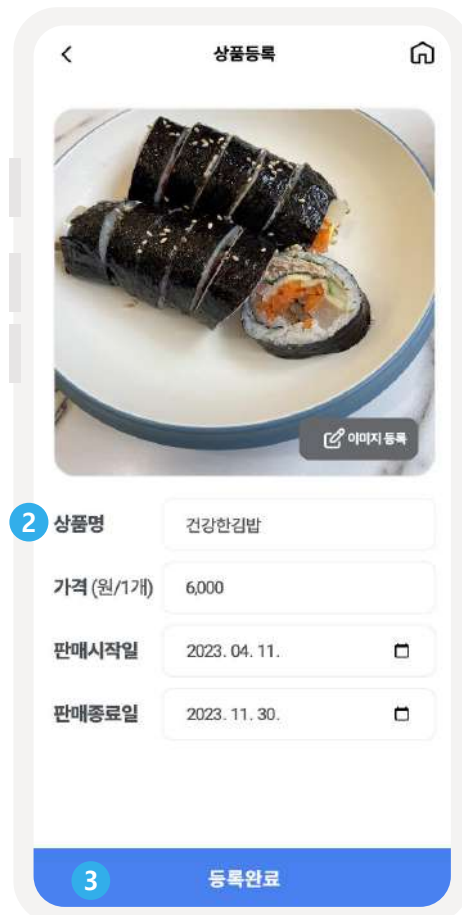 상품등록
이미지 등록
2 상품명 건강한김밥
가격 (원/1개) 6,000
판매시작일 2023. 04. 11.
판매종료일 2023. 11. 30.
3 등록완료